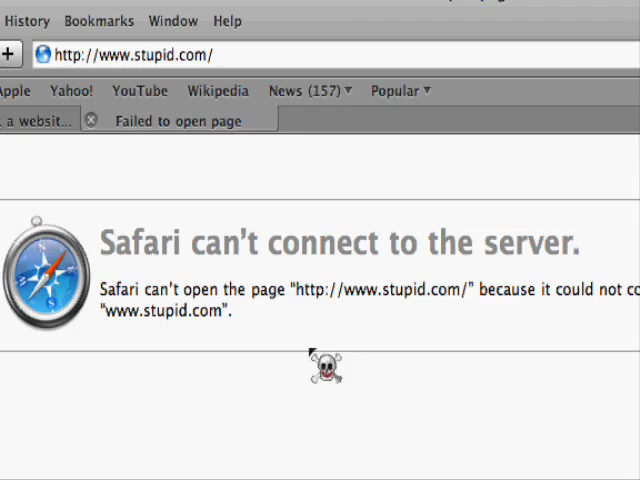 History Bookmarks Window Help
+ http://www.stupid.com/
Apple Yahoo! YouTube Wikipedia News (157) Popular
a websit... Failed to open page
Safari can't connect to the server.
Safari can't open the page “http://www.stupid.com/” because it could not co
“www.stupid.com”.